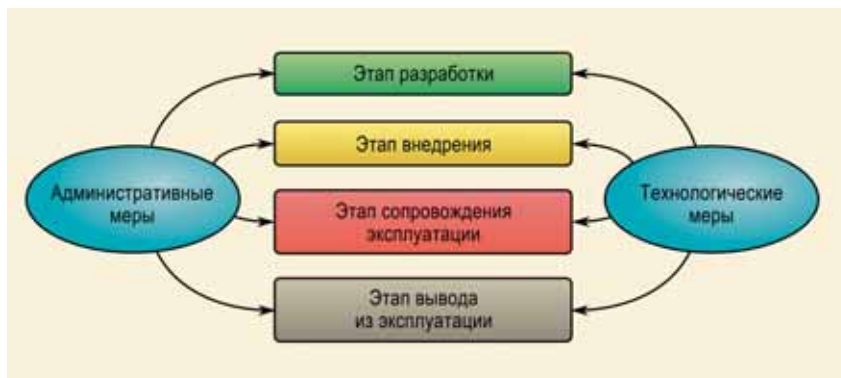 Этап разработки
Этап внедрения
Административные
меры
Этап сопровождения
эксплуатации
Технологические
меры
Этап вывода
из эксплуатации